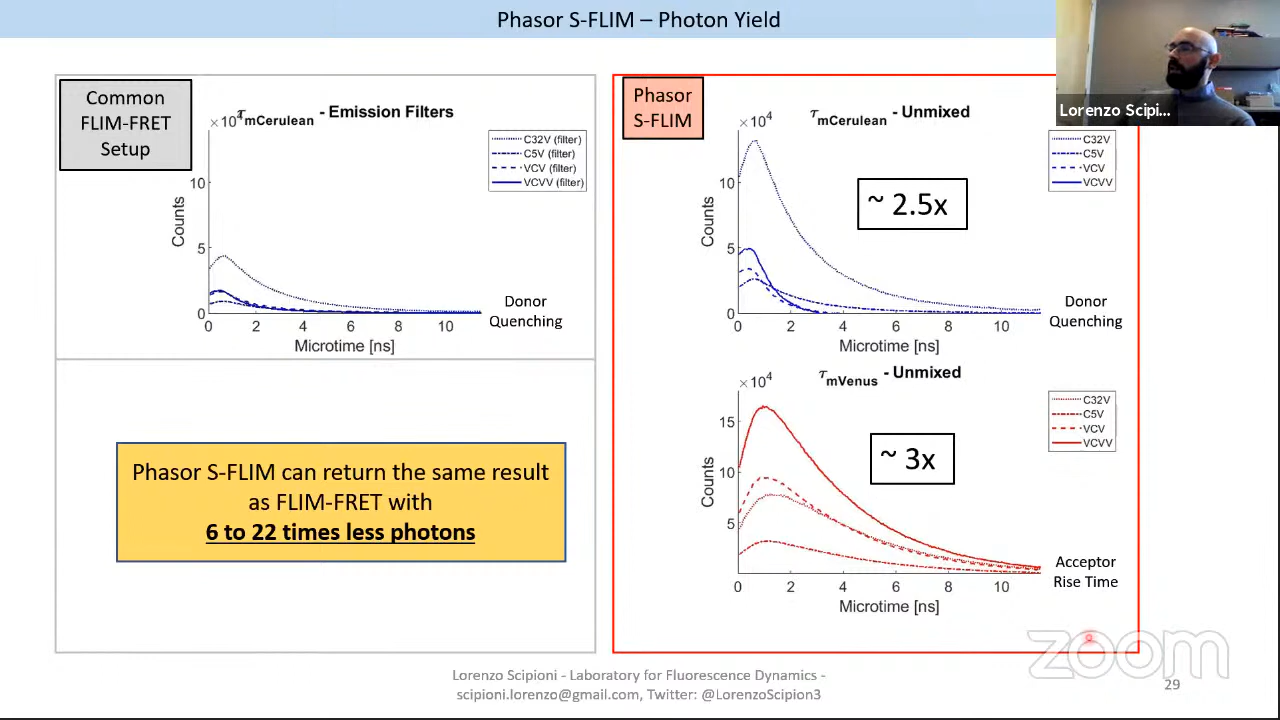 Phasor S-FLIM – Photon Yield
Lorenzo Scipi...
Common
FLIM-FRET
Setup
×10⁴
τmCerulean - Emission Filters
C32V (filter)
C5V (filter)
VCV (filter)
VCVV (filter)
10
5
0
Counts
0 2 4 6 8 10
Microtime [ns]
Donor
Quenching
Phasor S-FLIM can return the same result
as FLIM-FRET with
6 to 22 times less photons
Phasor
S-FLIM
×10⁴
τmCerulean - Unmixed
C32V
C5V
VCV
VCVV
~ 2.5x
10
5
0
Counts
0 2 4 6 8 10
Microtime [ns]
Donor
Quenching
×10⁴
τmVenus - Unmixed
C32V
C5V
VCV
VCVV
~ 3x
15
10
5
Counts
0 2 4 6 8 10
Microtime [ns]
Acceptor
Rise Time
zoom
Lorenzo Scipioni - Laboratory for Fluorescence Dynamics -
scipioni.lorenzo@gmail.com, Twitter: @LorenzoScipion3
29